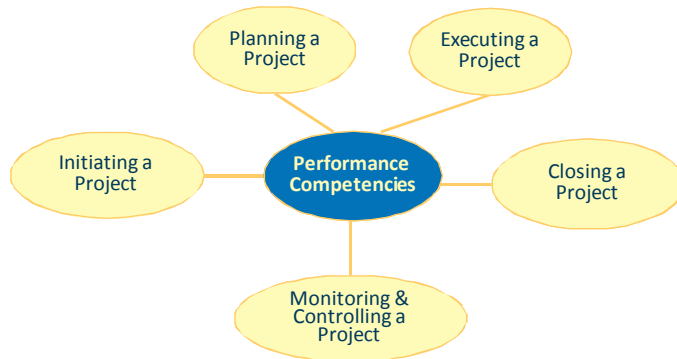 Planning a
Project
Executing a
Project
Initiating a
Project
Performance
Competencies
Closing a
Project
Monitoring &
Controlling a
Project